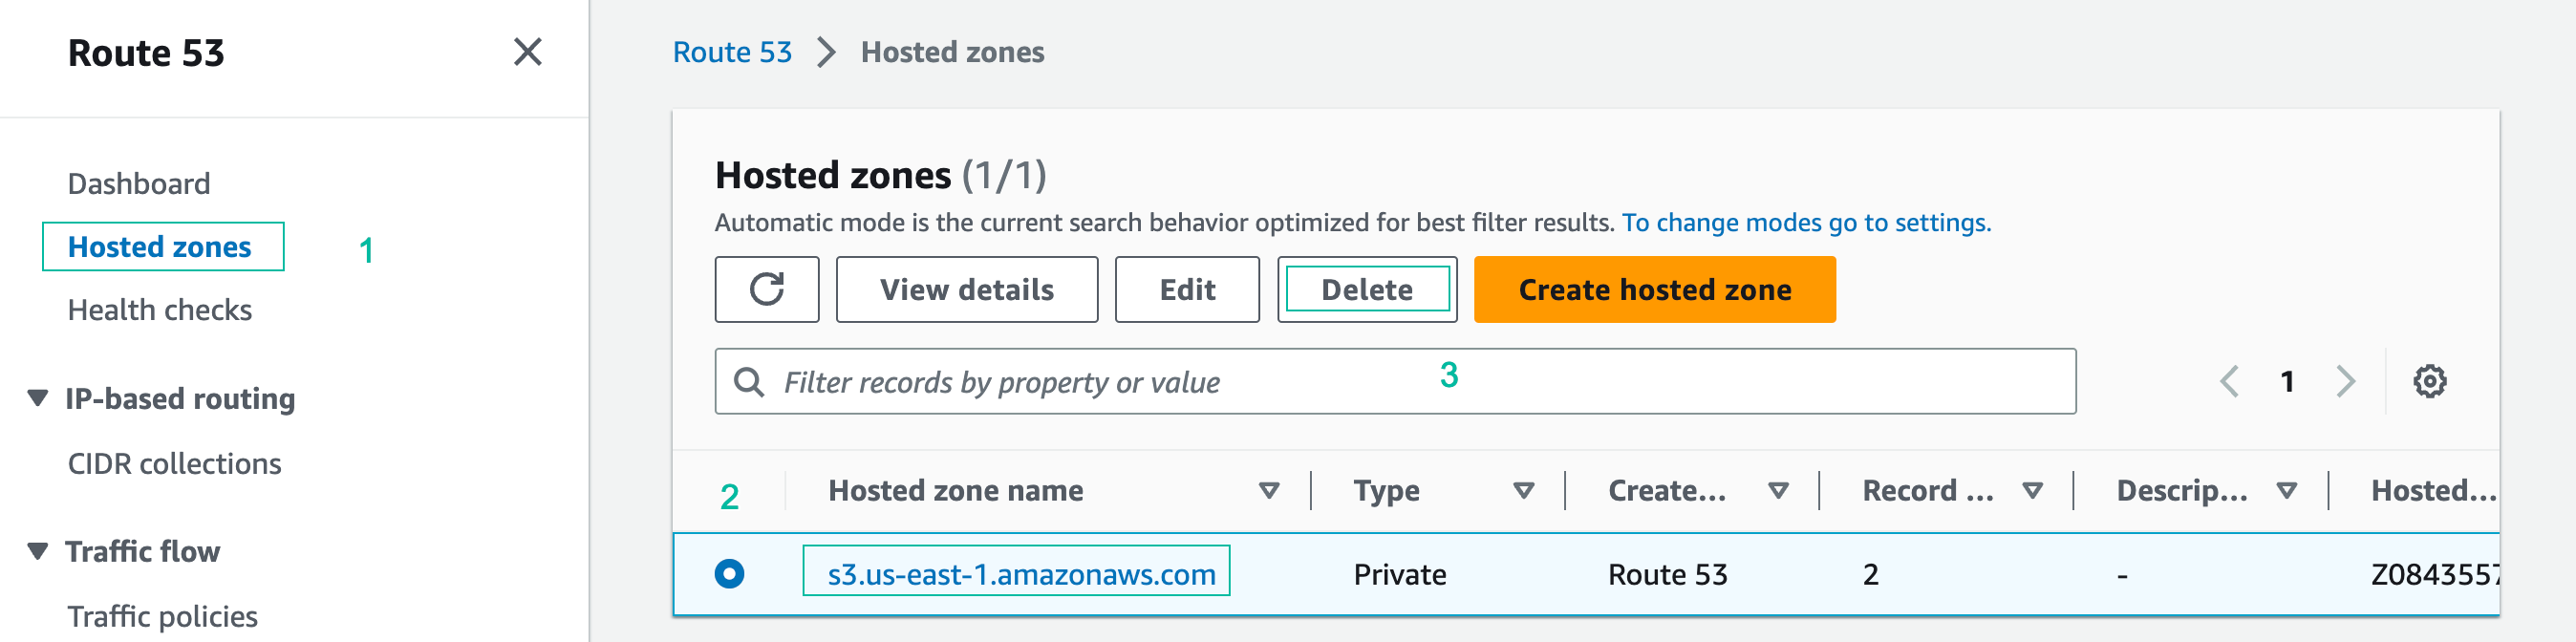 Route 53
Dashboard
Hosted zones 1
Health checks
IP-based routing
CIDR collections
Traffic flow
Traffic policies
Route 53 Hosted zones
Hosted zones (1/1)
Automatic mode is the current search behavior optimized for best filter results. To change modes go to settings.
View details Edit Delete Create hosted zone
Filter records by property or value 3 1
2 Hosted zone name Type Create... Record ... Descrip... Hosted...
s3.us-east-1.amazonaws.com Private Route 53 2 - Z0843557